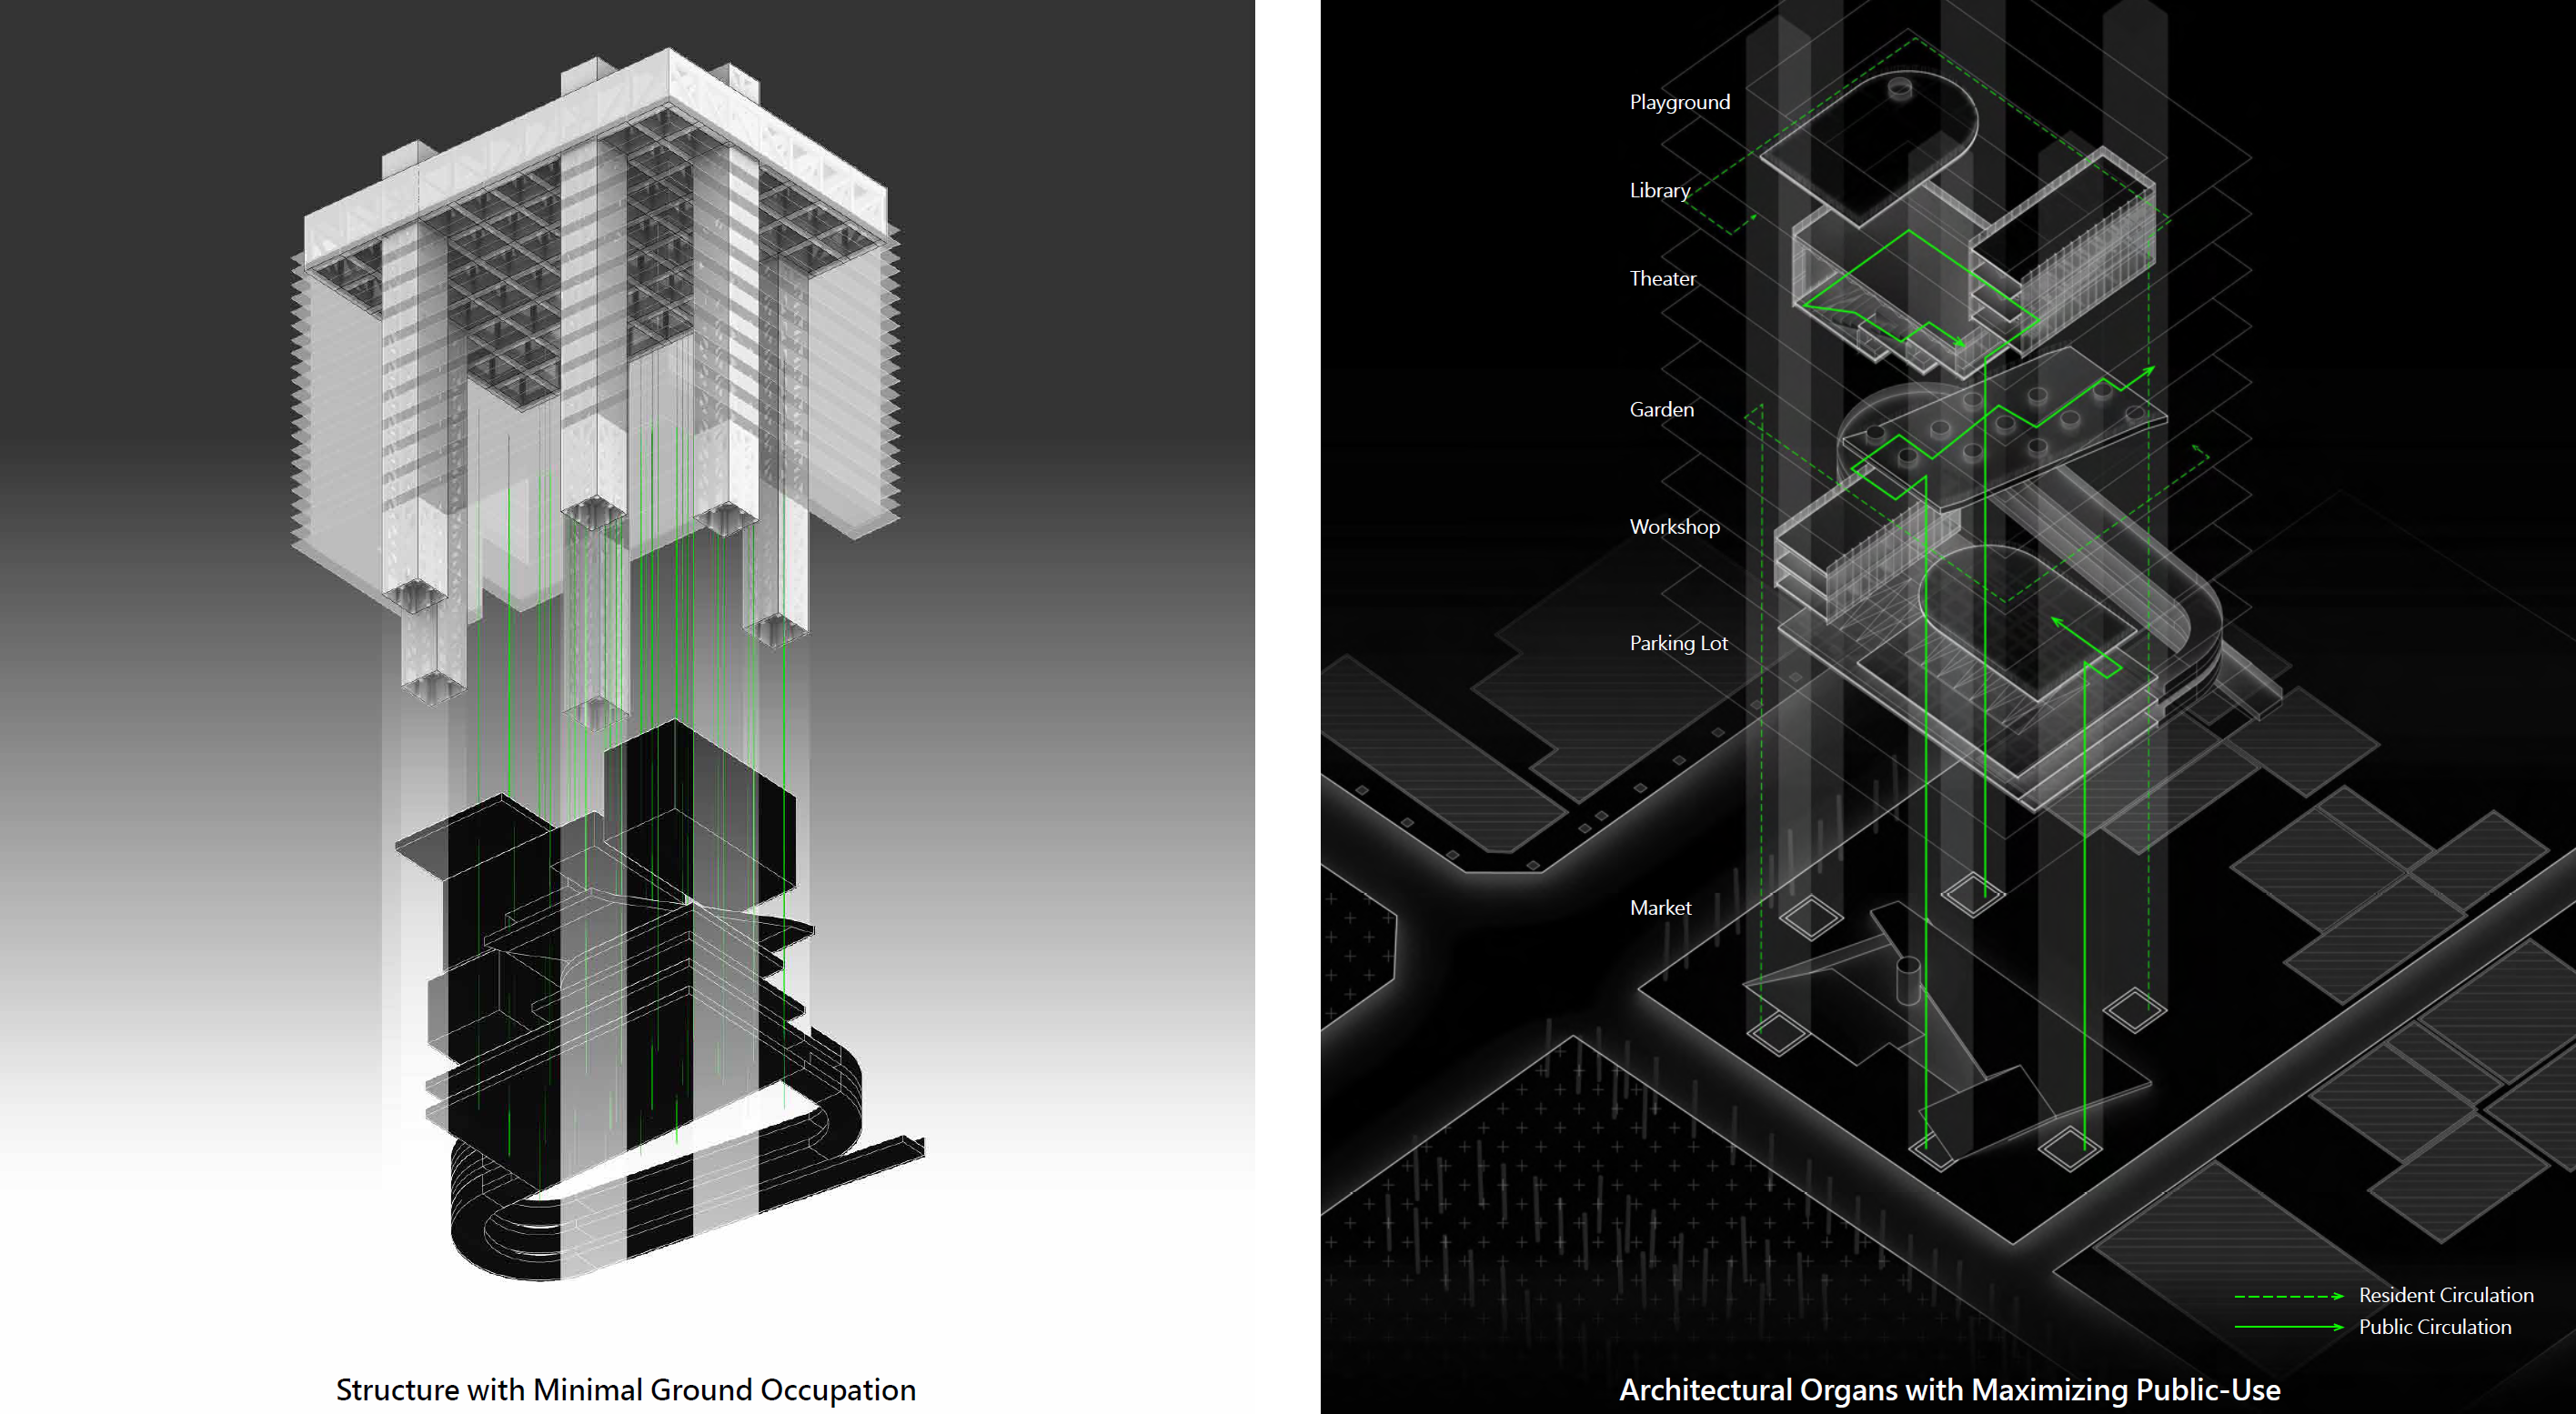 Structure with Minimal Ground Occupation
Playground
Library
Theater
Garden
Workshop
Parking Lot
Market
Resident Circulation
Public Circulation
Architectural Organs with Maximizing Public-Use